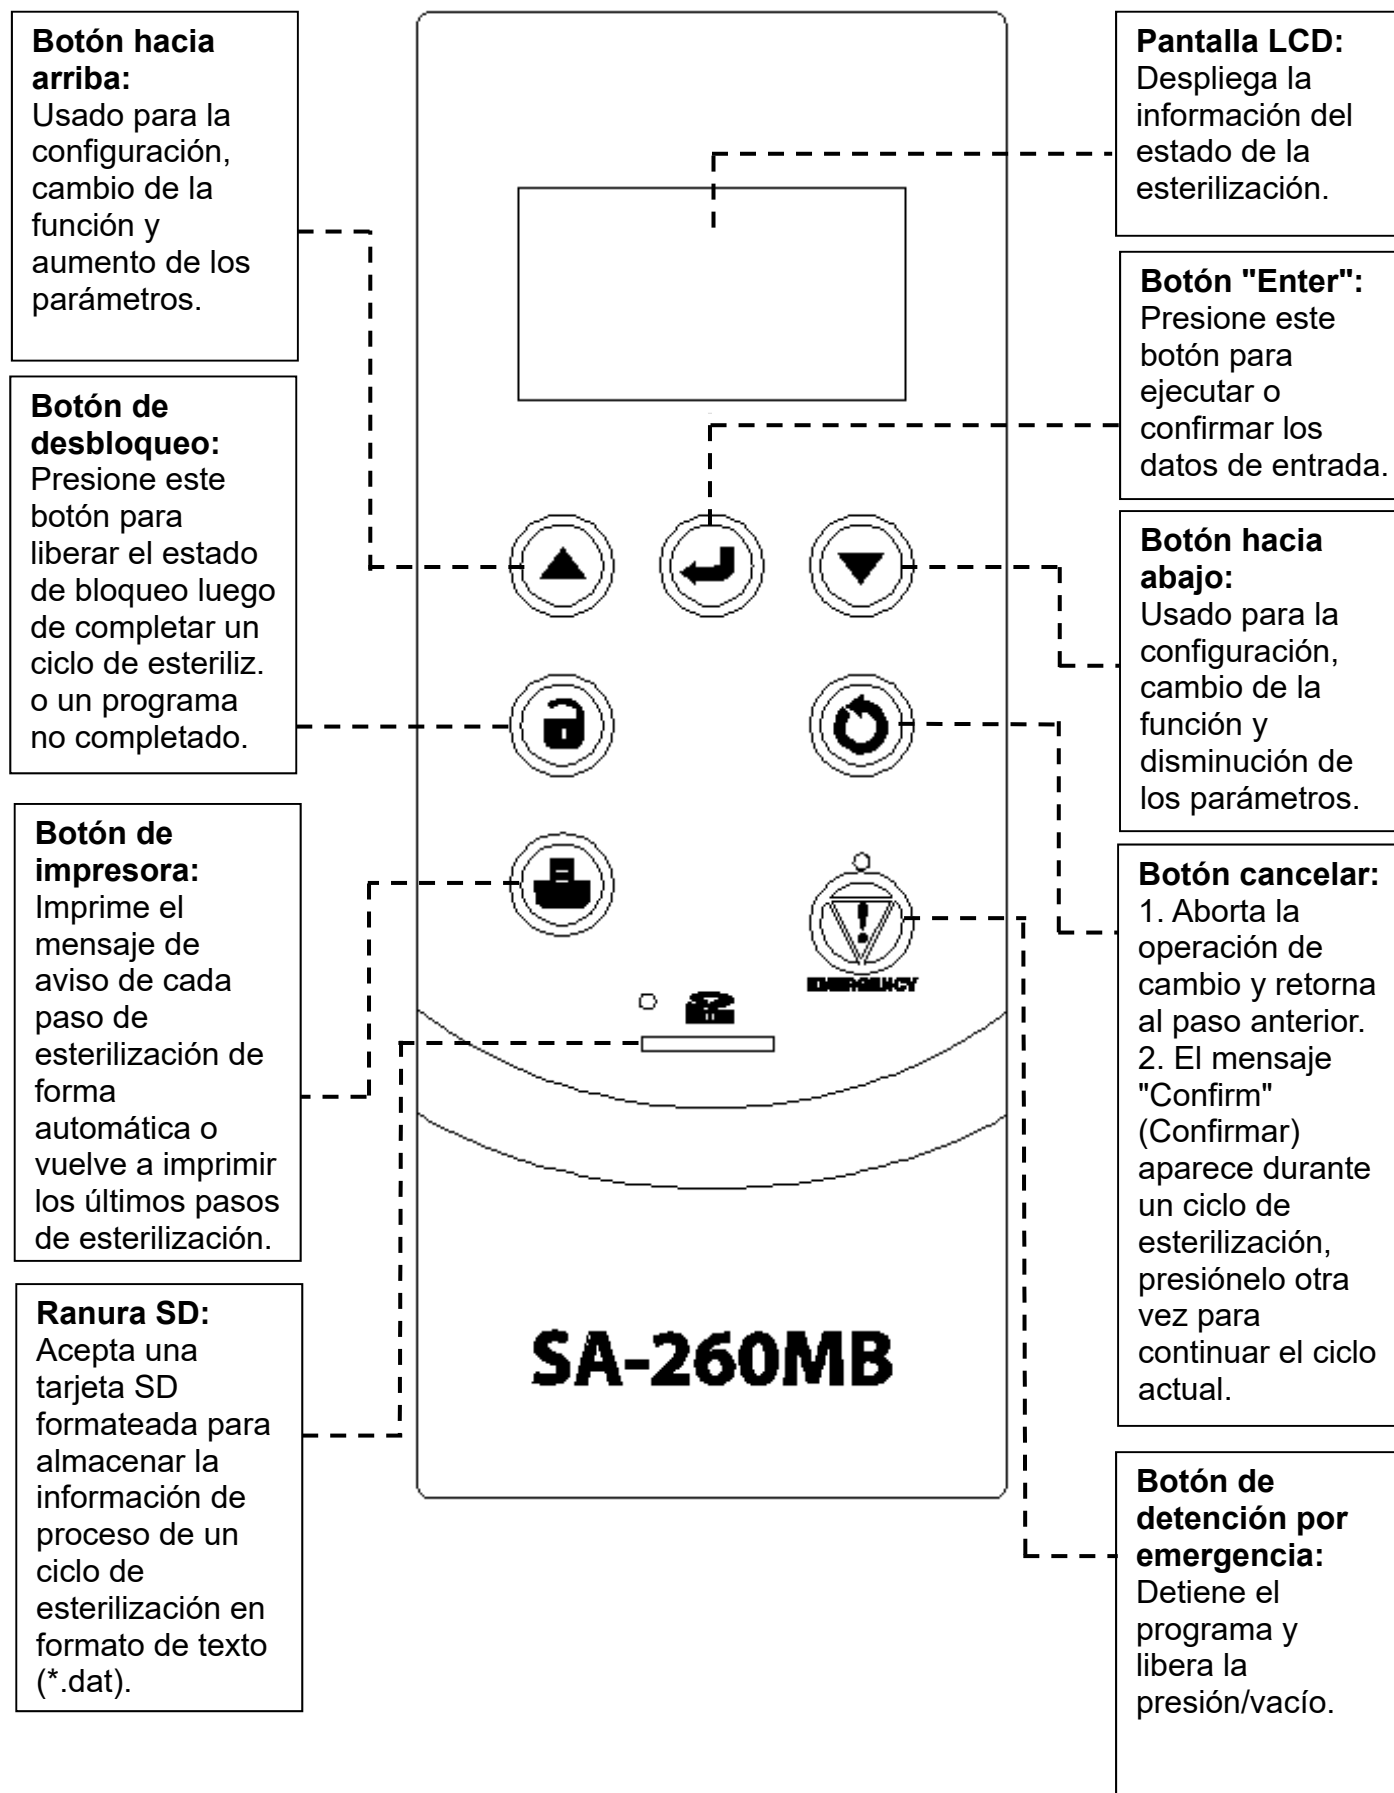 Botón hacia
arriba:
Usado para la
configuración,
cambio de la
función y
aumento de los
parámetros.
Botón de
desbloqueo:
Presione este
botón para
liberar el estado
de bloqueo luego
de completar un
ciclo de esteriliz.
o un programa
no completado.
Botón de
impresora:
Imprime el
mensaje de
aviso de cada
paso de
esterilización de
forma
automática o
vuelve a imprimir
los últimos pasos
de esterilización.
Ranura SD:
Acepta una
tarjeta SD
formateada para
almacenar la
información de
proceso de un
ciclo de
esterilización en
formato de texto
(*.dat).
EMERGENCY
SA-260MB
Pantalla LCD:
Despliega la
información del
estado de la
esterilización.
Botón "Enter":
Presione este
botón para
ejecutar o
confirmar los
datos de entrada.
Botón hacia
abajo:
Usado para la
configuración,
cambio de la
función y
disminución de
los parámetros.
Botón cancelar:
1. Aborta la
operación de
cambio y retorna
al paso anterior.
2. El mensaje
"Confirm"
(Confirmar)
aparece durante
un ciclo de
esterilización,
presiónelo otra
vez para
continuar el ciclo
actual.
Botón de
detención por
emergencia:
Detiene el
programa y
libera la
presión/vacío.